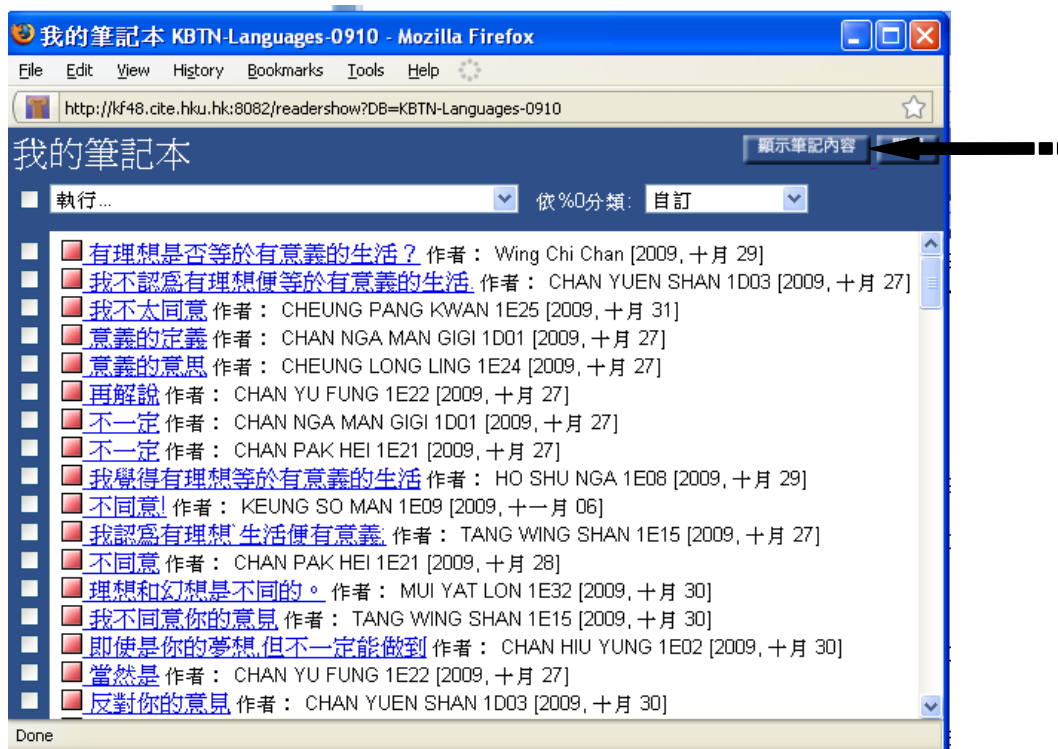 我的筆記本 KBTN-Languages-0910 - Mozilla Firefox
File Edit View History Bookmarks Tools Help
http://kf48.cite.hku.hk:8082/readershow?DB=KBTN-Languages-0910
我的筆記本 顯示筆記內容
執行... 依%0分類: 自訂
有理想是否等於有意義的生活？ 作者： Wing Chi Chan [2009, 十月 29]
我不認爲有理想便等於有意義的生活. 作者： CHAN YUEN SHAN 1D03 [2009, 十月 27]
我不太同意 作者： CHEUNG PANG KWAN 1E25 [2009, 十月 31]
意義的定義 作者： CHAN NGA MAN GIGI 1D01 [2009, 十月 27]
意義的意思 作者： CHEUNG LONG LING 1E24 [2009, 十月 27]
再解說 作者： CHAN YU FUNG 1E22 [2009, 十月 27]
不一定 作者： CHAN NGA MAN GIGI 1D01 [2009, 十月 27]
不一定 作者： CHAN PAK HEI 1E21 [2009, 十月 27]
我覺得有理想等於有意義的生活 作者： HO SHU NGA 1E08 [2009, 十月 29]
不同意! 作者： KEUNG SO MAN 1E09 [2009, 十一月 06]
我認爲有理想`生活便有意義; 作者： TANG WING SHAN 1E15 [2009, 十月 27]
不同意 作者： CHAN PAK HEI 1E21 [2009, 十月 28]
理想和幻想是不同的。 作者： MUI YAT LON 1E32 [2009, 十月 30]
我不同意你的意見 作者： TANG WING SHAN 1E15 [2009, 十月 30]
即使是你的夢想,但不一定能做到 作者： CHAN HIU YUNG 1E02 [2009, 十月 30]
當然是 作者： CHAN YU FUNG 1E22 [2009, 十月 27]
反對你的意見 作者： CHAN YUEN SHAN 1D03 [2009, 十月 30]
Done